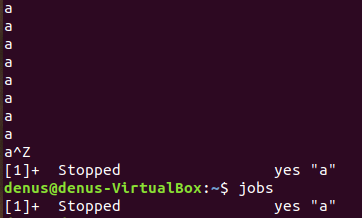 a
a
a
a
a
a
a
a
a^Z
[1]+  Stopped                 yes "a"
denus@denus-VirtualBox:~$ jobs
[1]+  Stopped                 yes "a"